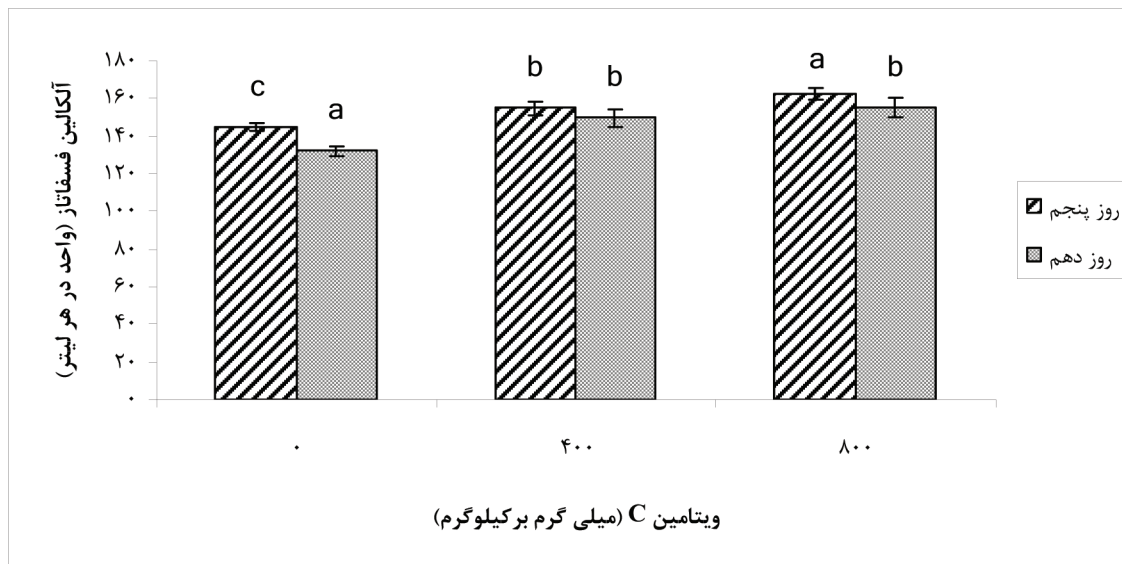 آلکالین فسفاتاز (واحد در هر لیتر)
۱۸۰
۱۶۰
۱۴۰
۱۲۰
۱۰۰
۸۰
۶۰
۴۰
۲۰
۰
c
a
b
b
a
b
۰
۴۰۰
۸۰۰
ویتامین C (میلی گرم برکیلوگرم)
روز پنجم
روز دهم